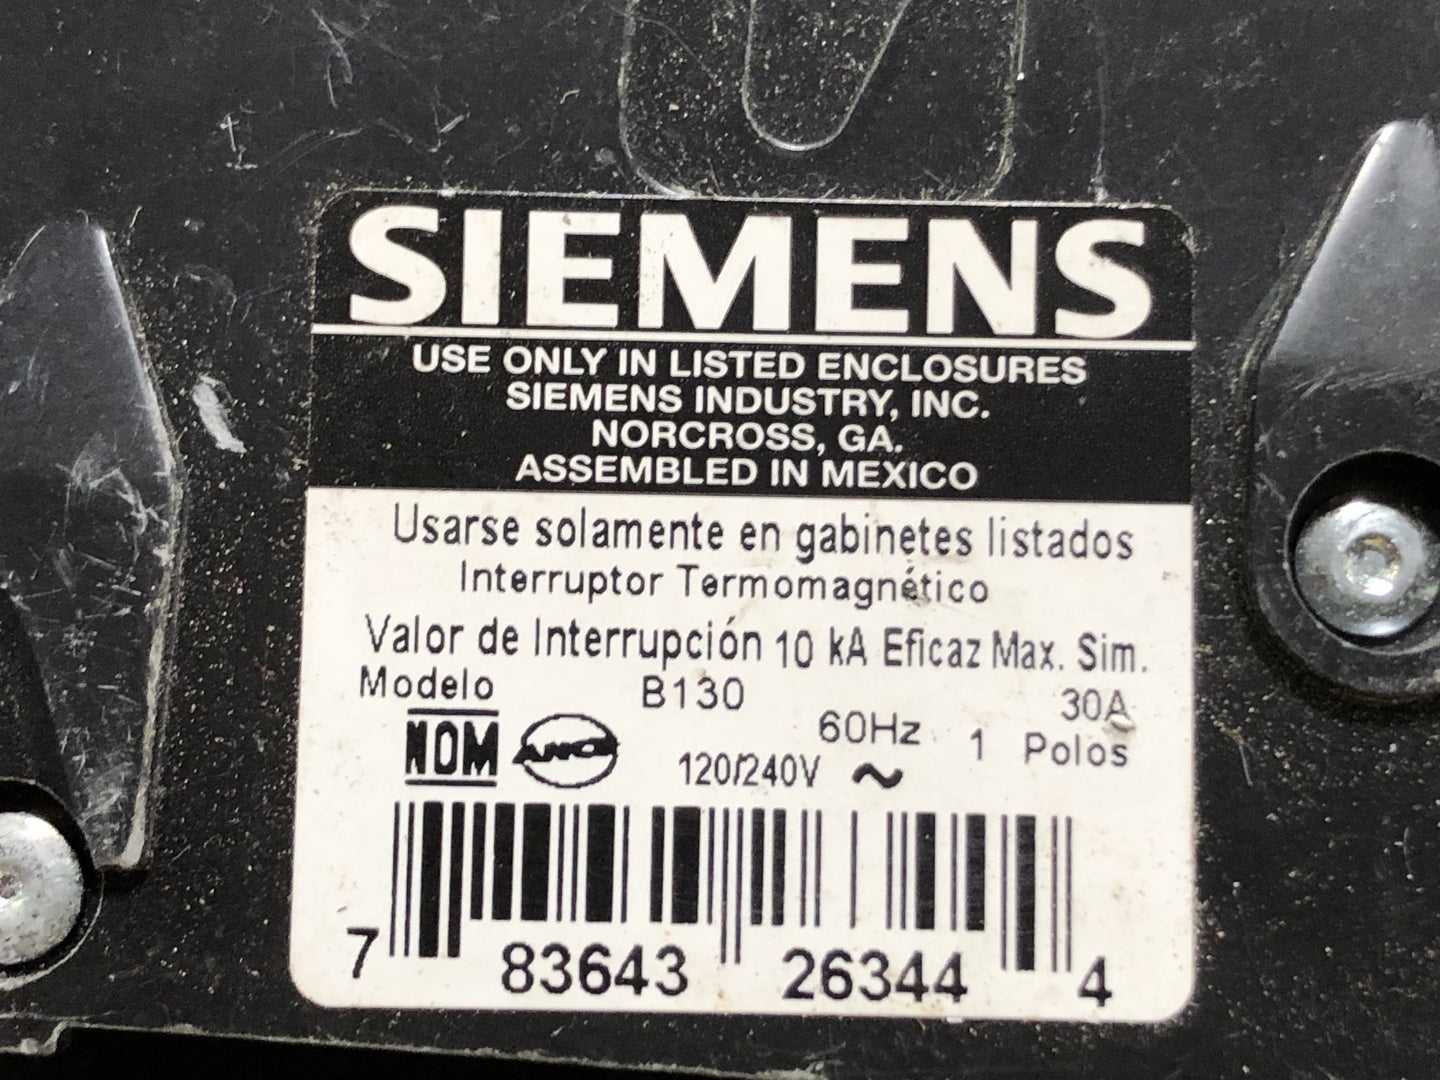 SIEMENS
USE ONLY IN LISTED ENCLOSURES
SIEMENS INDUSTRY, INC.
NORCROSS, GA.
ASSEMBLED IN MEXICO
Usarse solamente en gabinetes listados
Interruptor Termomagnético
Valor de Interrupción 10 kA Eficaz Max. Sim.
Modelo B130 30A
NOM ANCE 60Hz 1 Polos
120/240V ~
7 83643 26344 4